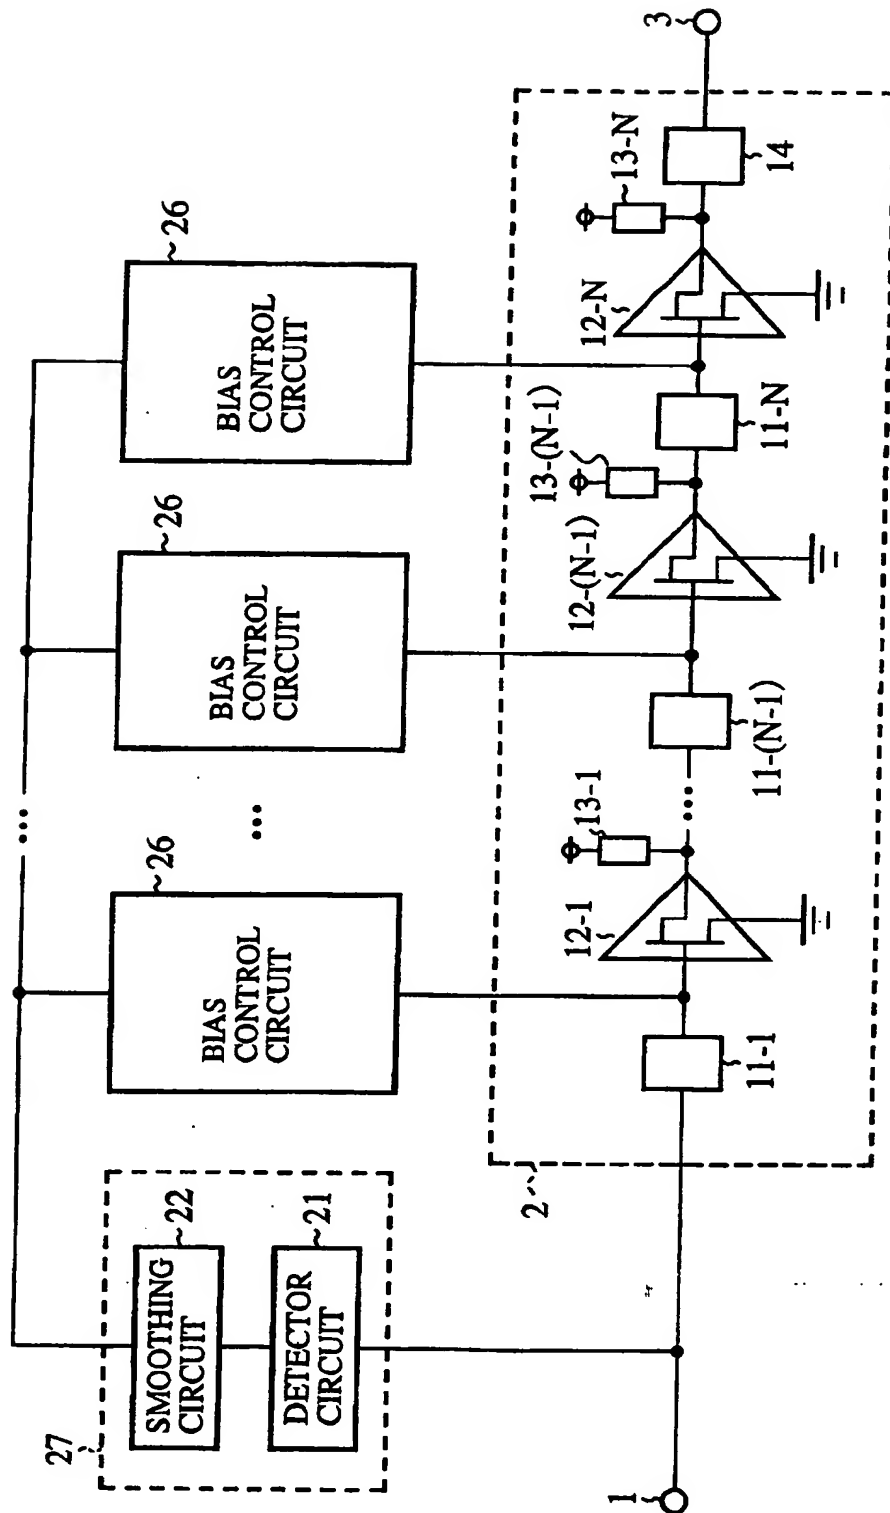 27
SMOOTHING
CIRCUIT
22
DETECTOR
CIRCUIT
21
1
...
BIAS
CONTROL
CIRCUIT
26
...
BIAS
CONTROL
CIRCUIT
26
BIAS
CONTROL
CIRCUIT
26
2
11-1
12-1
13-1
...
11-(N-1)
12-(N-1)
13-(N-1)
11-N
12-N
13-N
14
3